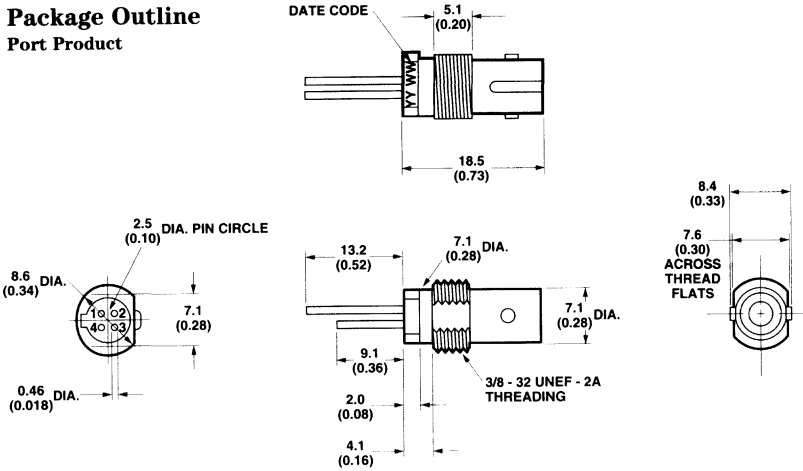 Package Outline
Port Product
DATE CODE
5.1
(0.20)
YY WW
18.5
(0.73)
2.5
(0.10) DIA. PIN CIRCLE
8.6
(0.34) DIA.
1 2
4 3
7.1
(0.28)
0.46
(0.018) DIA.
13.2
(0.52)
7.1
(0.28) DIA.
7.1
(0.28) DIA.
9.1
(0.36)
3/8 - 32 UNEF - 2A
THREADING
2.0
(0.08)
4.1
(0.16)
8.4
(0.33)
7.6
(0.30)
ACROSS
THREAD
FLATS